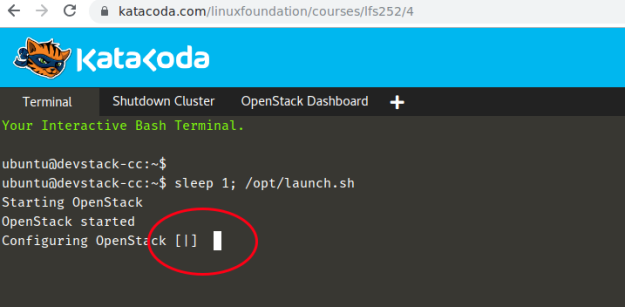 katacoda.com/linuxfoundation/courses/lfs252/4
KataKoda
Terminal Shutdown Cluster OpenStack Dashboard +
Your Interactive Bash Terminal.
ubuntu@devstack-cc:~$
ubuntu@devstack-cc:~$ sleep 1; /opt/launch.sh
Starting OpenStack
OpenStack started
Configuring OpenStack [|]